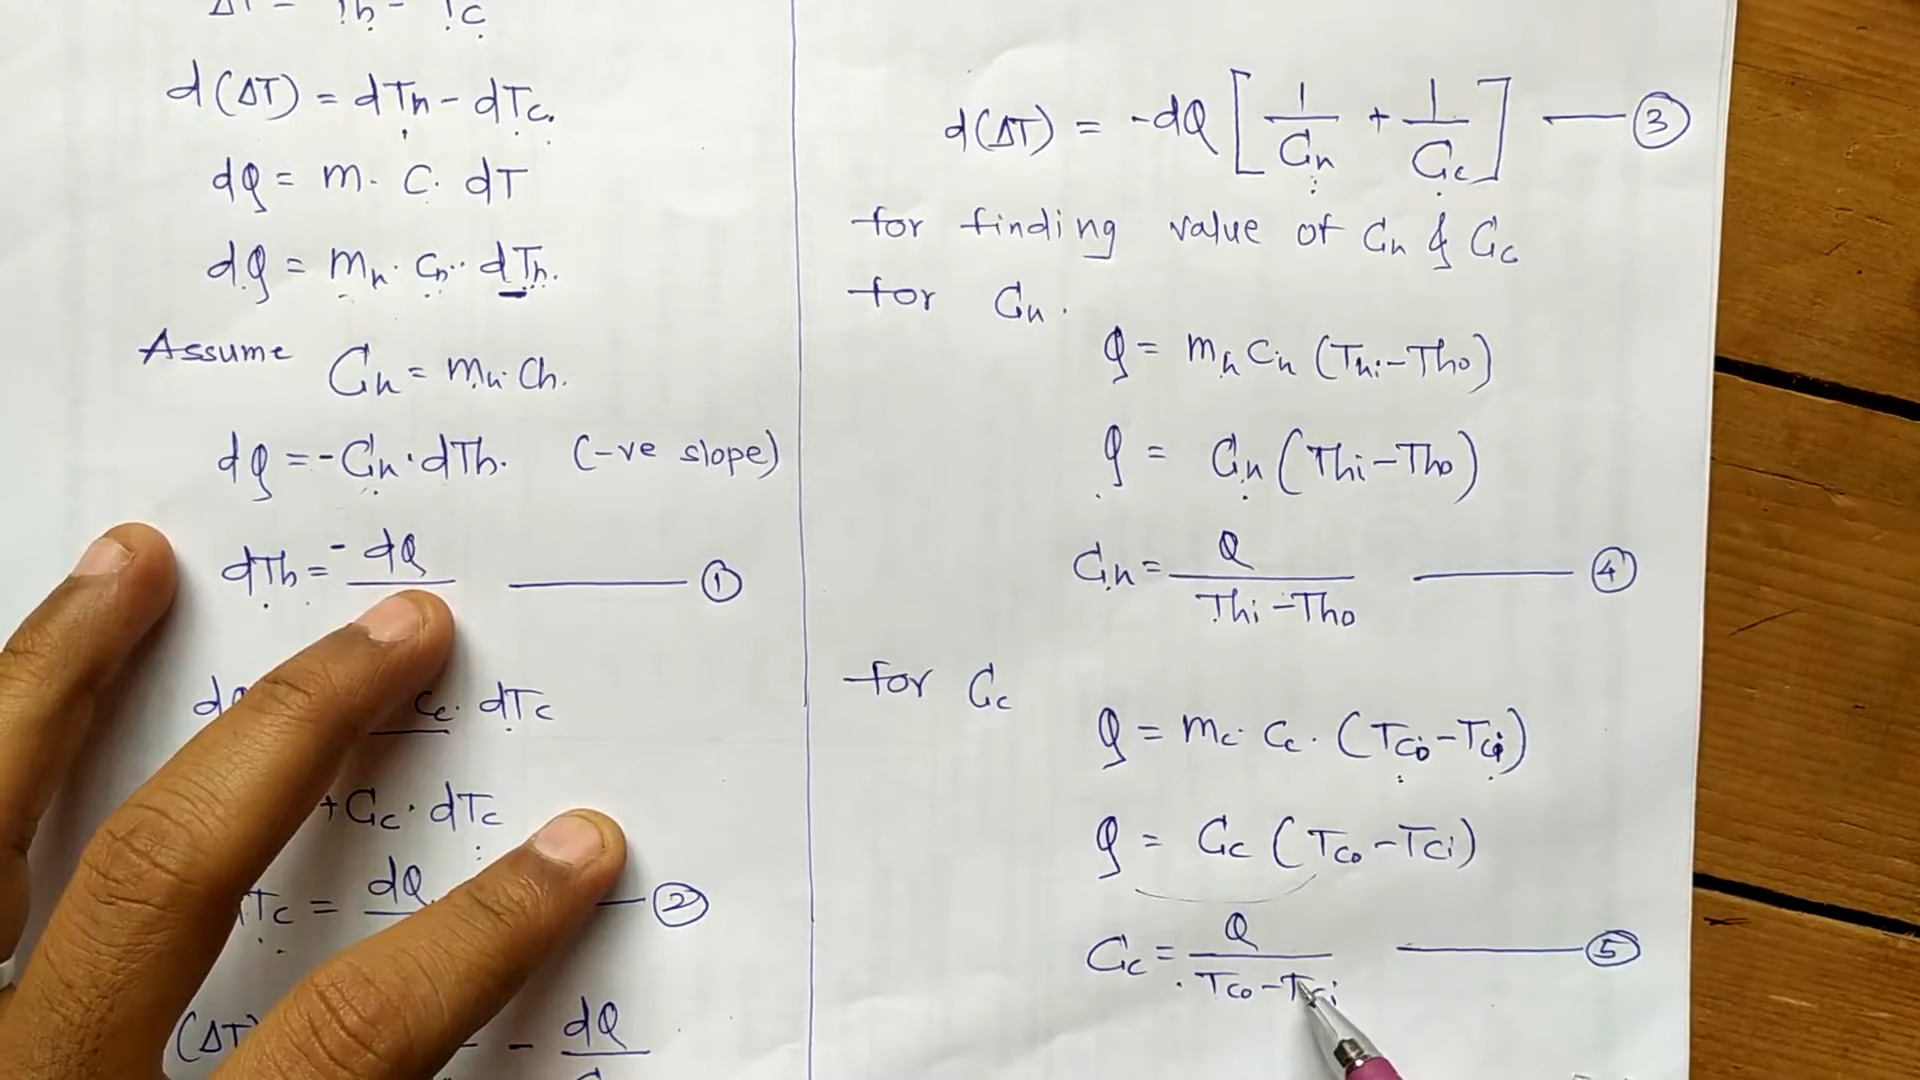 d(ΔT) = dTh - dTc.
dQ = m. C. dT
dQ = mh. Ch. dTh.
Assume Ch = mh. Ch.
dQ = -Ch. dTh. (-ve slope)
dTh = -dQ ——— ①
Cc. dTc
+Cc. dTc
Tc = dQ — ②
(ΔT) - dQ
d(ΔT) = -dQ [1/Ch + 1/Cc] ——— ③
for finding value of Ch & Cc
for Ch.
Q = mh Ch (Thi - Tho)
Q = Ch (Thi - Tho)
Ch = Q / Thi - Tho ——— ④
for Cc
Q = mc. Cc. (Tco - Tci)
Q = Cc (Tco - Tci)
Cc = Q / Tco - Tci ——— ⑤